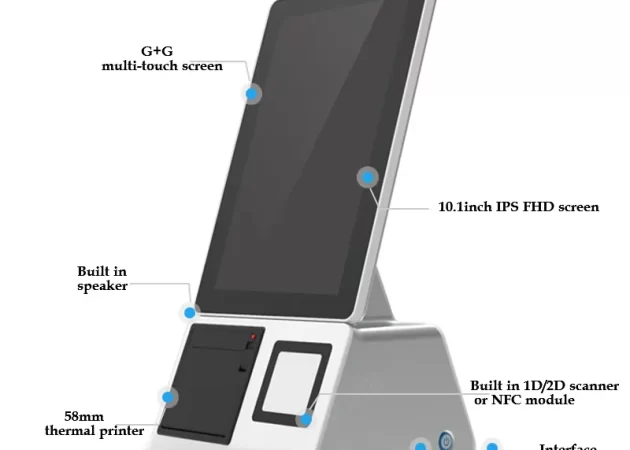 G+G
multi-touch screen
10.1inch IPS FHD screen
Built in
speaker
Built in 1D/2D scanner
or NFC module
58mm
thermal printer
Interface